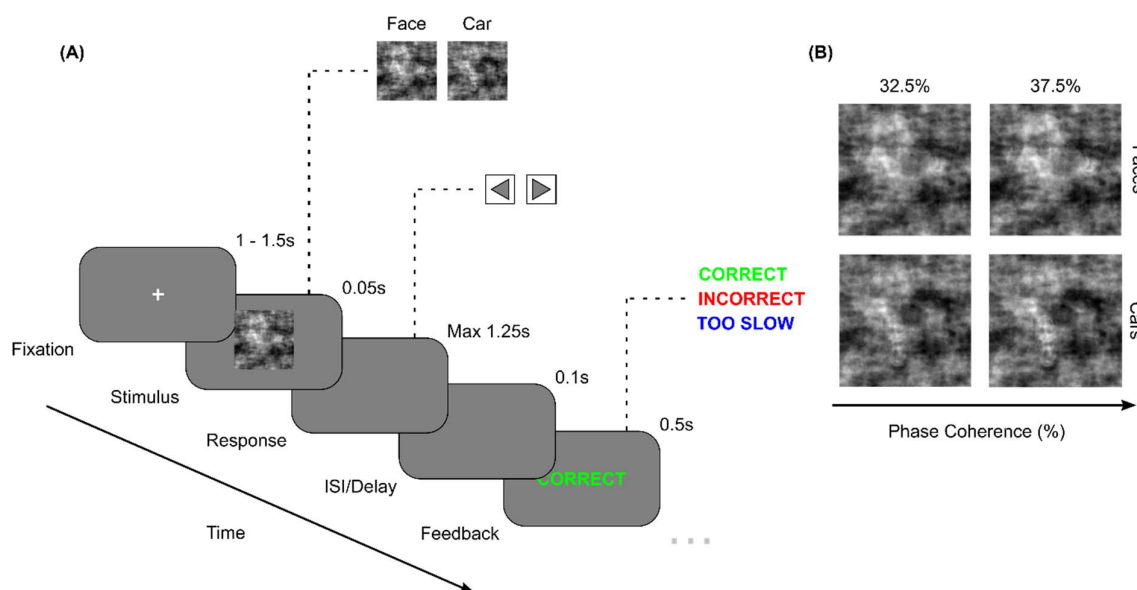 (A)
Face Car
1 - 1.5s
Fixation
0.05s
Stimulus
Max 1.25s
Response
0.1s
ISI/Delay
0.5s
CORRECT
Feedback
Time
CORRECT
INCORRECT
TOO SLOW
(B)
32.5% 37.5%
Cars
Phase Coherence (%)